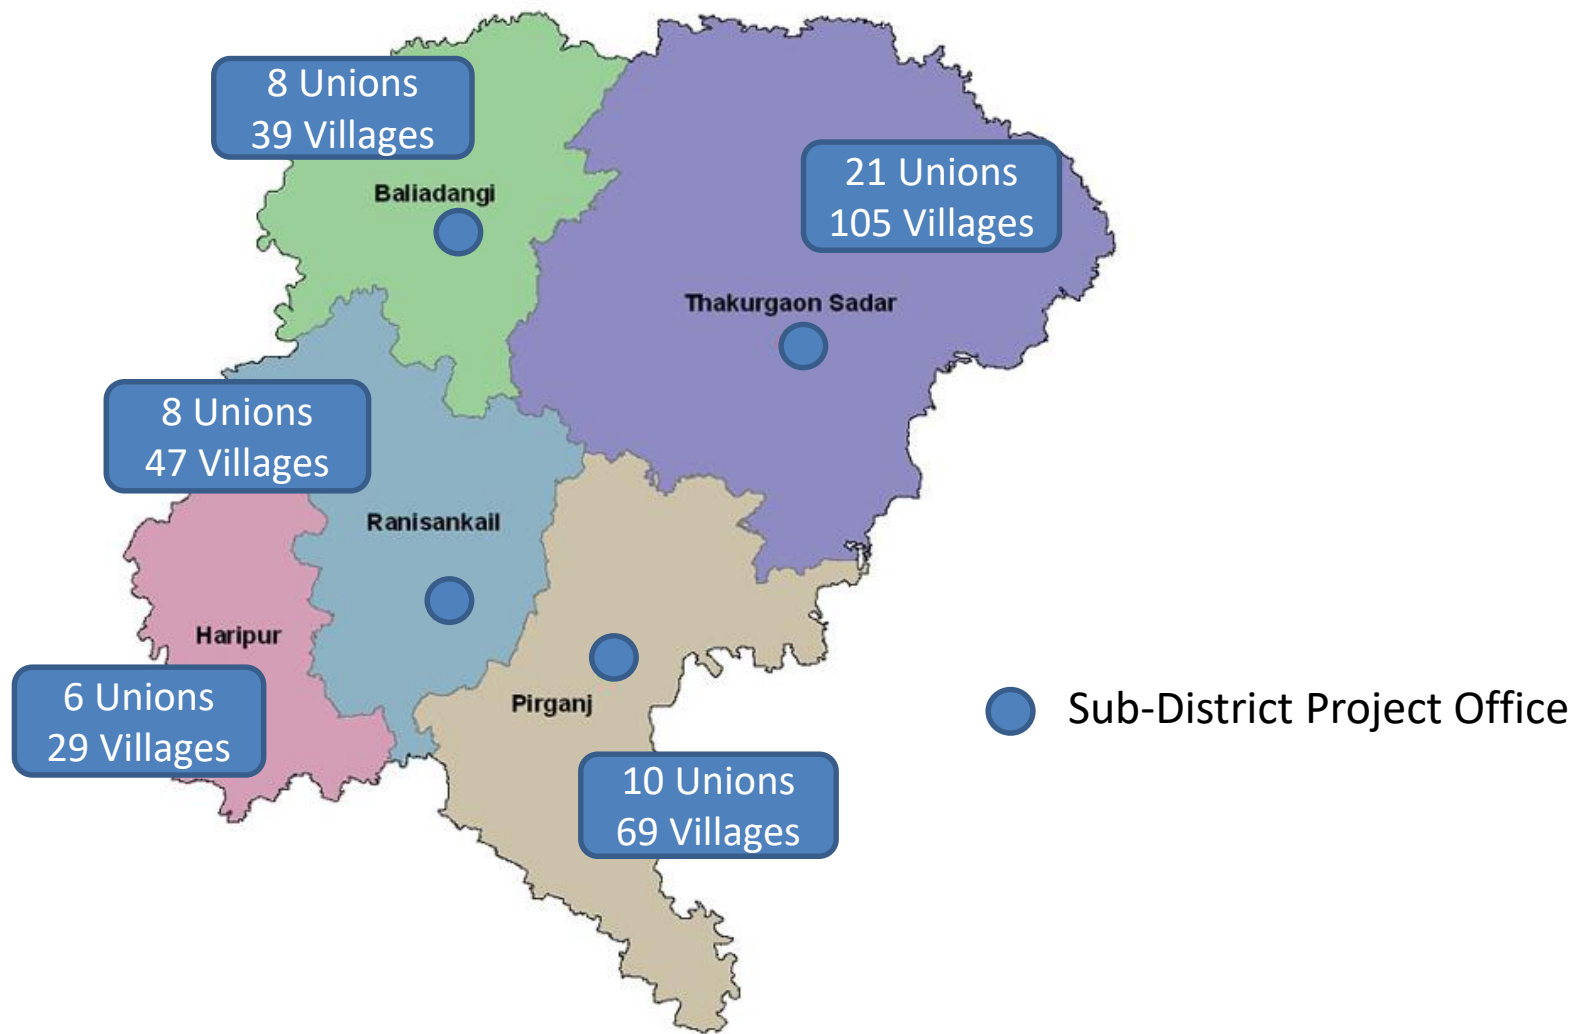 8 Unions
39 Villages
Baliadangi
21 Unions
105 Villages
Thakurgaon Sadar
8 Unions
47 Villages
Ranisankail
Haripur
6 Unions
29 Villages
Pirganj
10 Unions
69 Villages
Sub-District Project Office